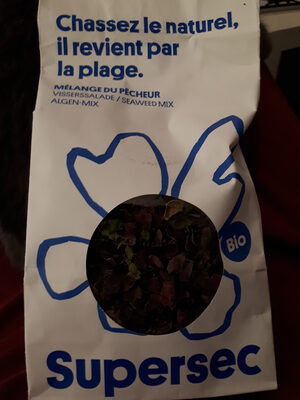 Chassez le naturel,
il revient par
la plage.
MÉLANGE DU PÊCHEUR
VISSERSSALADE / SEAWEED MIX
ALGEN-MIX
Bio
Supersec